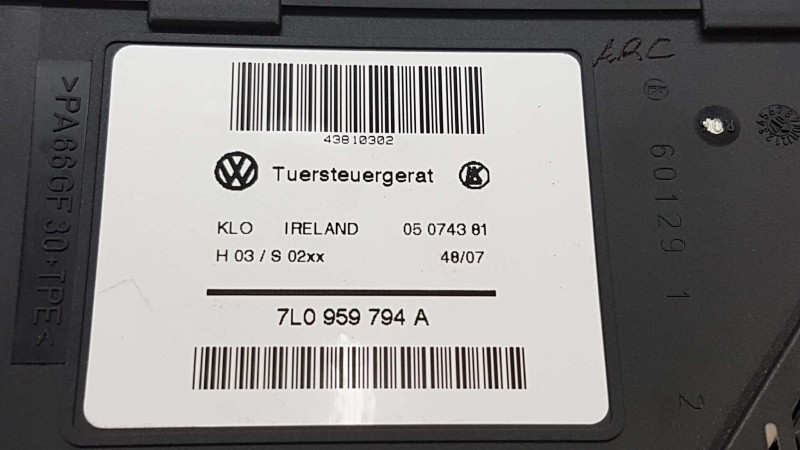 43810302
Tuersteuergerat
KLO IRELAND 05 0743 81
H 03 / S 02xx 48/07
7L0 959 794 A
>PA66GF30+TPE<
ARC
60129 1 2